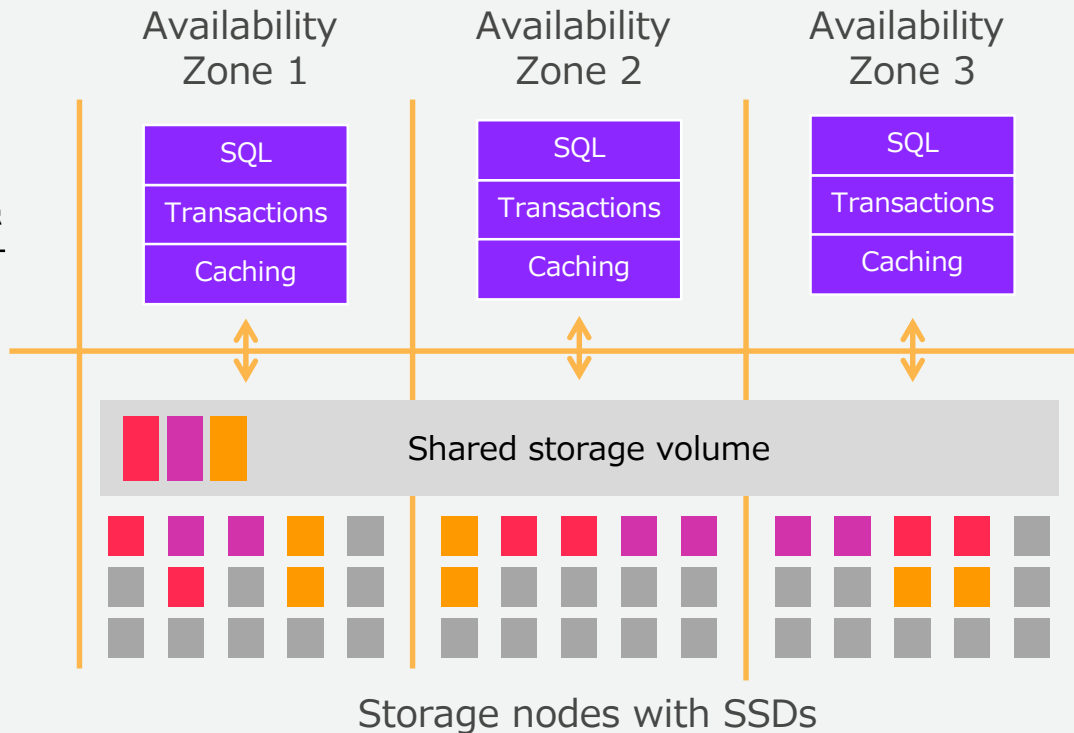 Availability
Zone 1
Availability
Zone 2
Availability
Zone 3
SQL
Transactions
Caching
SQL
Transactions
Caching
SQL
Transactions
Caching
Shared storage volume
Storage nodes with SSDs